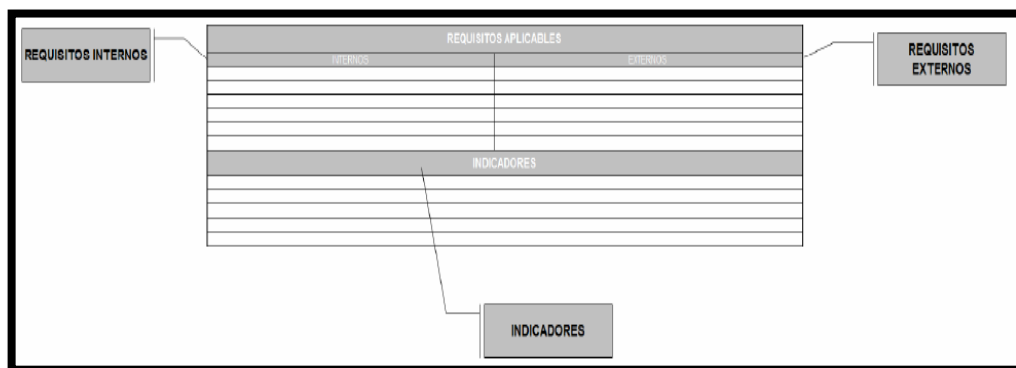 REQUISITOS INTERNOS
REQUISITOS APLICABLES
INTERNOS
EXTERNOS
REQUISITOS
EXTERNOS
INDICADORES
INDICADORES